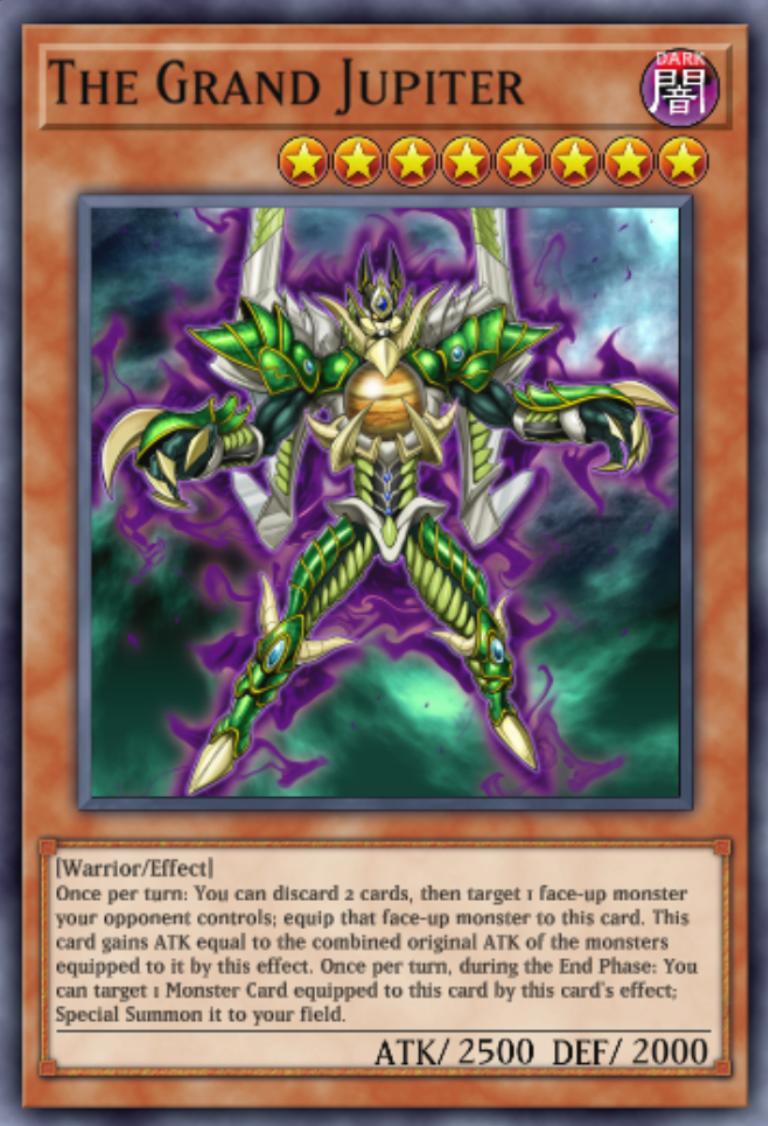 The Grand Jupiter
DARK
闇
[Warrior/Effect]
Once per turn: You can discard 2 cards, then target 1 face-up monster
your opponent controls; equip that face-up monster to this card. This
card gains ATK equal to the combined original ATK of the monsters
equipped to it by this effect. Once per turn, during the End Phase: You
can target 1 Monster Card equipped to this card by this card's effect;
Special Summon it to your field.
ATK/ 2500 DEF/ 2000